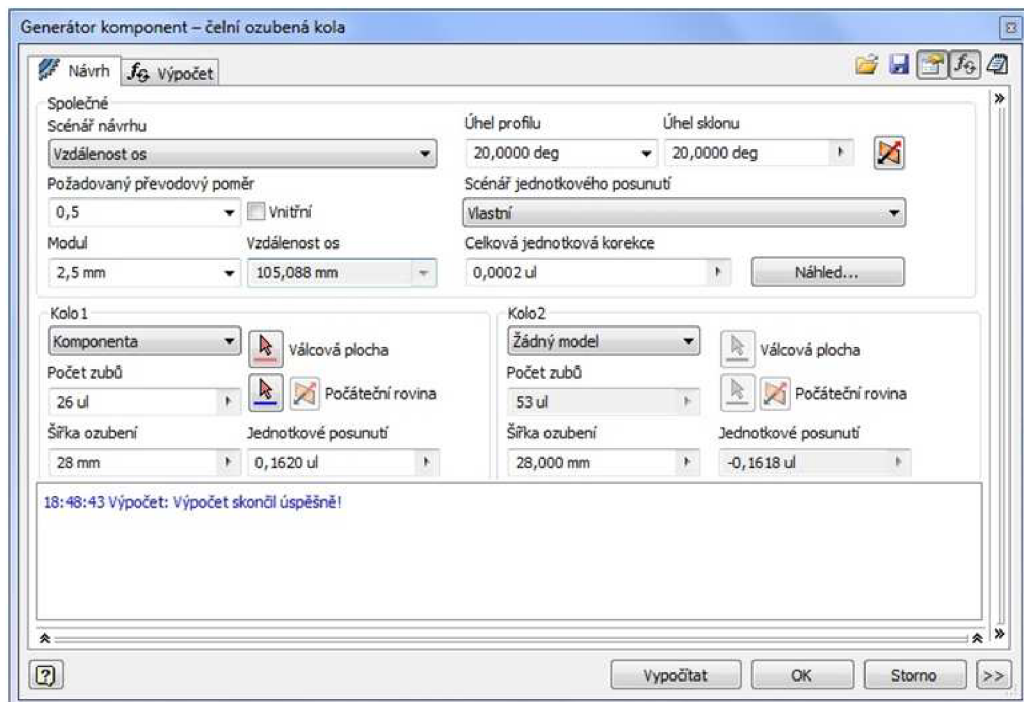 Generátor komponent – čelní ozubená kola
Návrh
Výpočet
Společné
Scénář návrhu
Úhel profilu
Úhel sklonu
Vzdálenost os
20,0000 deg
20,0000 deg
Požadovaný převodový poměr
Scénář jednotkového posunutí
0,5
Vnitřní
Vlastní
Modul
Vzdálenost os
Celková jednotková korekce
2,5 mm
105,088 mm
0,0002 ul
Náhled...
Kolo1
Kolo2
Komponenta
Válcová plocha
Žádný model
Válcová plocha
Počet zubů
Počáteční rovina
Počet zubů
Počáteční rovina
26 ul
53 ul
Šířka ozubení
Jednotkové posunutí
Šířka ozubení
Jednotkové posunutí
28 mm
0,1620 ul
28,000 mm
-0,1618 ul
18:48:43 Výpočet: Výpočet skončil úspěšně!
Vypočítat
OK
Storno
>>